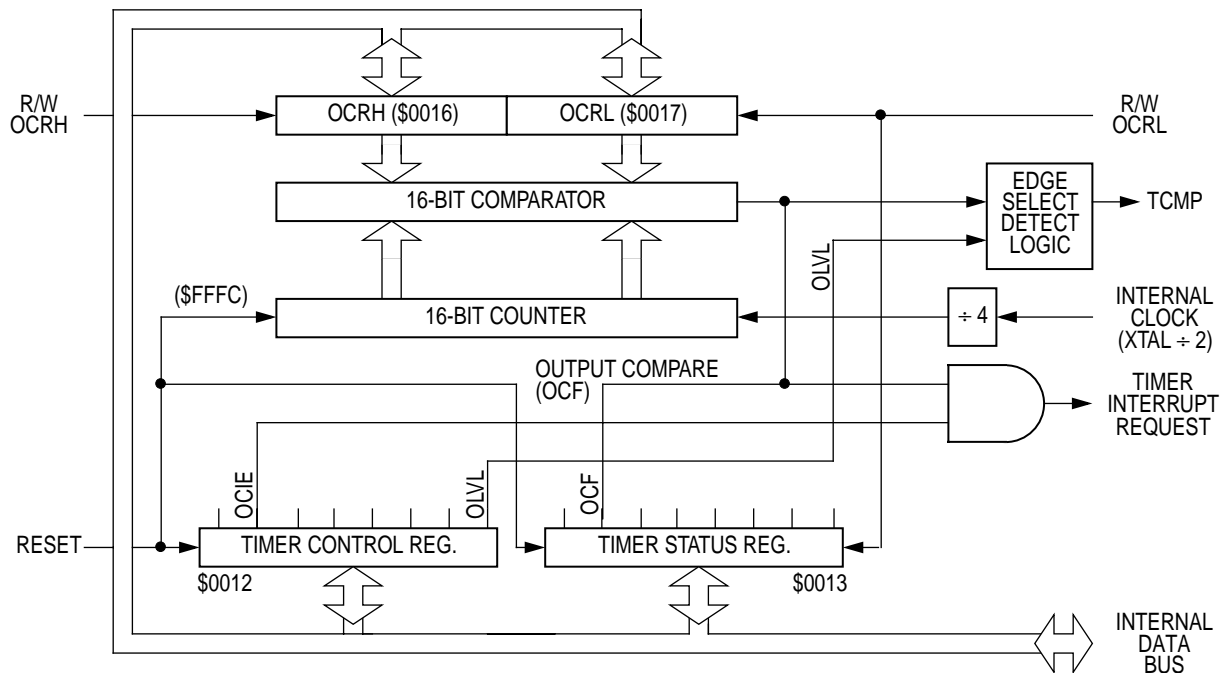 R/W
OCRH
OCRH ($0016)
OCRL ($0017)
R/W
OCRL
16-BIT COMPARATOR
EDGE
SELECT
DETECT
LOGIC
TCMP
OLVL
($FFFC)
16-BIT COUNTER
÷ 4
INTERNAL
CLOCK
(XTAL ÷ 2)
OUTPUT COMPARE
(OCF)
TIMER
INTERRUPT
REQUEST
OCIE
OLVL
OCF
RESET
TIMER CONTROL REG.
TIMER STATUS REG.
$0012
$0013
INTERNAL
DATA
BUS